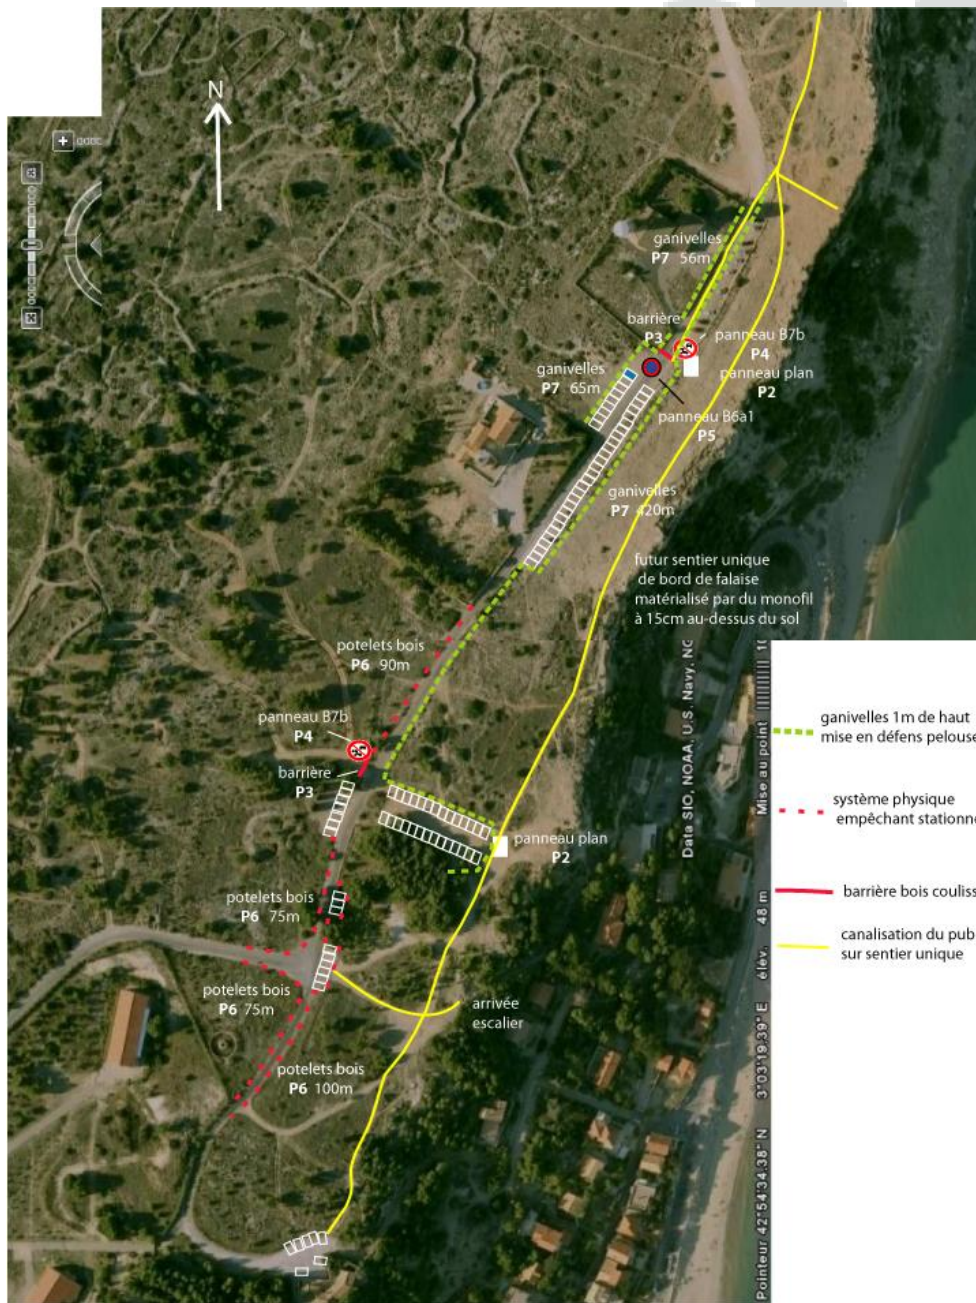 N
ganivelles
P7 56m
barrière
P3
panneau B7b
P4
panneau plan
P2
ganivelles
P7 65m
panneau B6a1
P5
ganivelles
P7 420m
futur sentier unique
de bord de falaise
matérialisé par du monofil
à 15cm au-dessus du sol
potelets bois
P6 90m
panneau B7b
P4
barrière
P3
panneau plan
P2
potelets bois
P6 75m
potelets bois
P6 75m
arrivée
escalier
potelets bois
P6 100m
ganivelles 1m de haut
mise en défens pelouse
système physique
empêchant stationne
barrière bois couliss
canalisation du pub
sur sentier unique
Data SIO, NOAA, U.S. Navy, NG
Pointeur 42°54'34.38" N 3°03'19.39" E élév. 48 m Mise au point |||||||||| 10